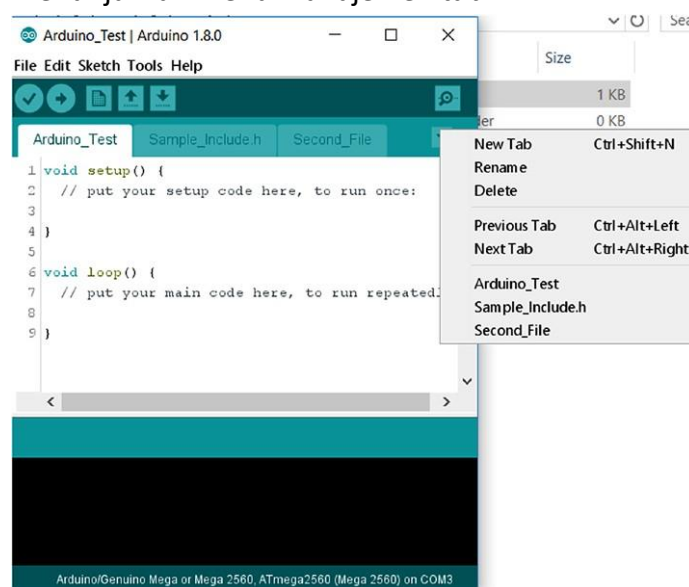 Sea
Arduino_Test | Arduino 1.8.0
File Edit Sketch Tools Help
Size
1 KB
der
0 KB
Arduino_Test
Sample_Include.h
Second_File
New Tab Ctrl+Shift+N
Rename
Delete
Previous Tab Ctrl+Alt+Left
Next Tab Ctrl+Alt+Right
Arduino_Test
Sample_Include.h
Second_File
1 void setup() {
2 // put your setup code here, to run once:
3
4 }
5
6 void loop() {
7 // put your main code here, to run repeated
8
9 }
Arduino/Genuino Mega or Mega 2560, ATmega2560 (Mega 2560) on COM3